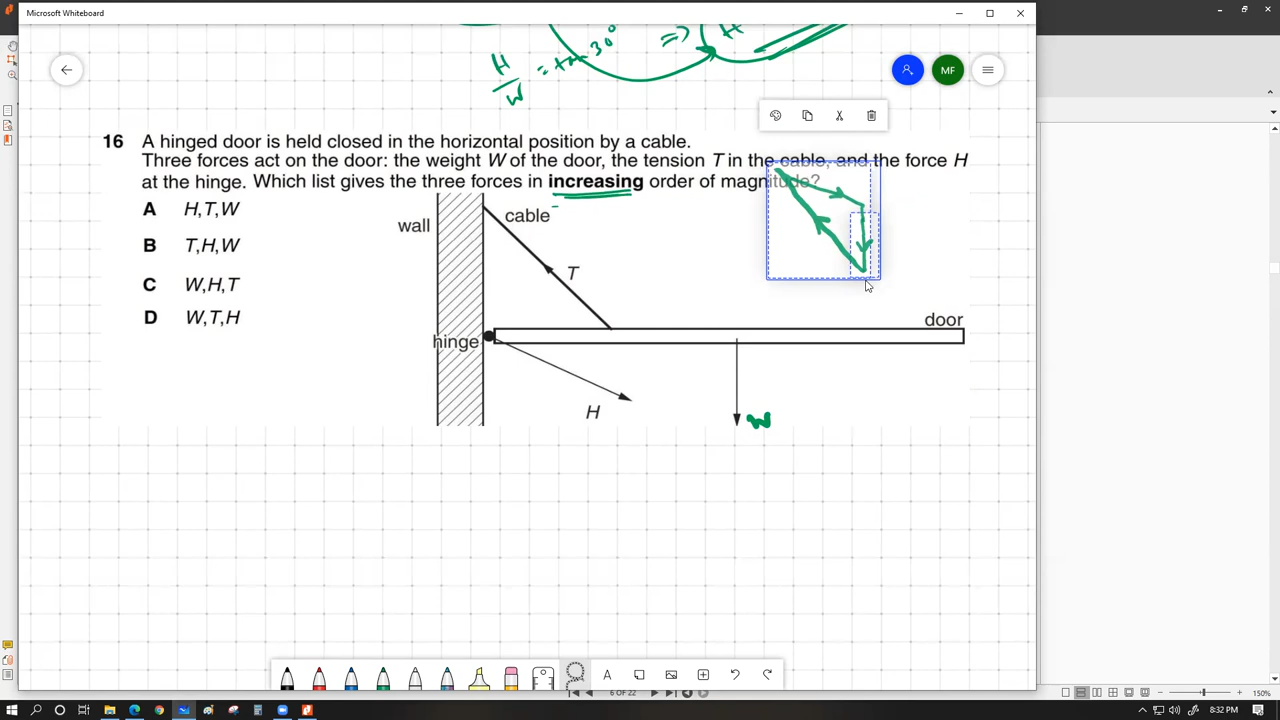 Microsoft Whiteboard
H/W = tan 30° => H
MF
16 A hinged door is held closed in the horizontal position by a cable.
Three forces act on the door: the weight W of the door, the tension T in the cable, and the force H
at the hinge. Which list gives the three forces in increasing order of magnitude?
A H,T,W
B T,H,W
C W,H,T
D W,T,H
wall
cable
T
door
hinge
H
W
A
6 OF 22
150%
8:32 PM